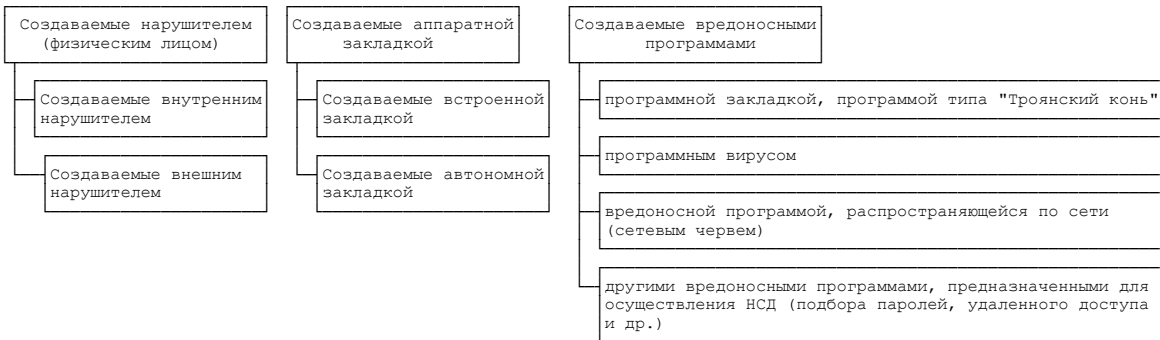 Создаваемые нарушителем
(физическим лицом)
Создаваемые внутренним
нарушителем
Создаваемые внешним
нарушителем
Создаваемые аппаратной
закладкой
Создаваемые встроенной
закладкой
Создаваемые автономной
закладкой
Создаваемые вредоносными
программами
программной закладкой, программой типа "Троянский конь"
программным вирусом
вредоносной программой, распространяющейся по сети
(сетевым червем)
другими вредоносными программами, предназначенными для
осуществления НСД (подбора паролей, удаленного доступа
и др.)